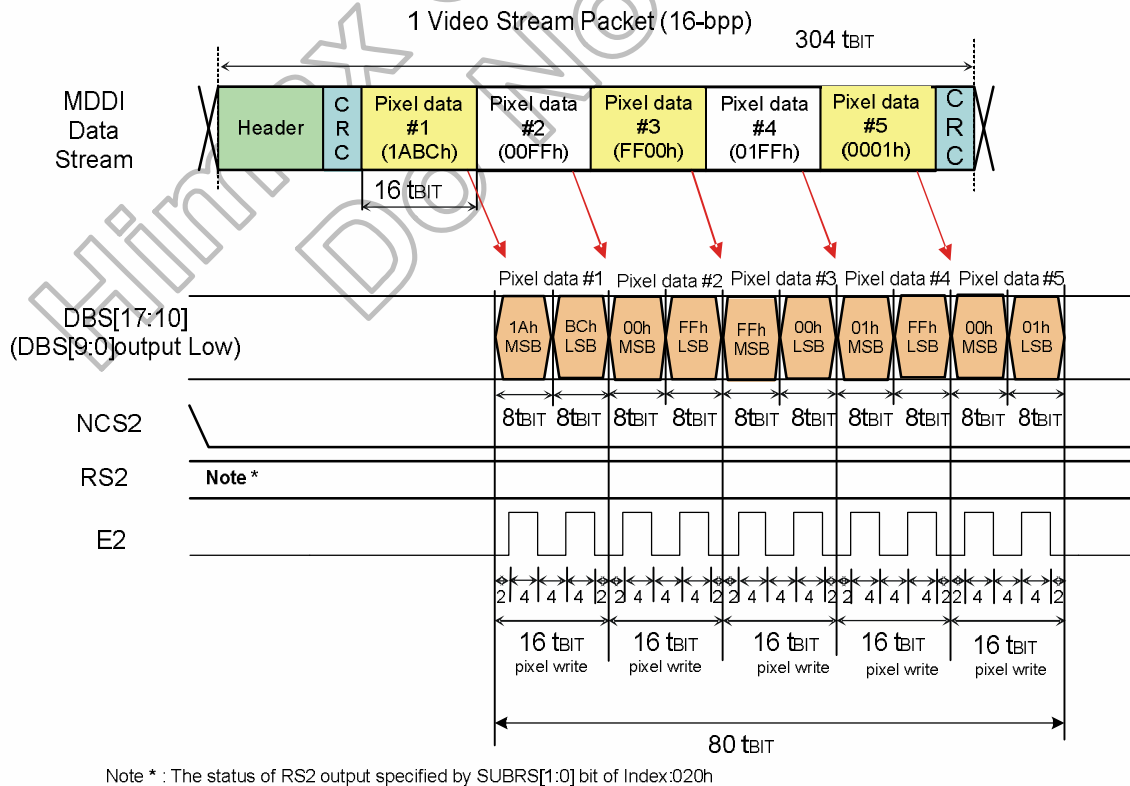 1 Video Stream Packet (16-bpp)
304 tBIT
MDDI
Data
Stream
Header
C
R
C
Pixel data
#1
(1ABCh)
Pixel data
#2
(00FFh)
Pixel data
#3
(FF00h)
Pixel data
#4
(01FFh)
Pixel data
#5
(0001h)
C
R
C
16 tBIT
Pixel data #1 Pixel data #2 Pixel data #3 Pixel data #4 Pixel data #5
DBS[17:10]
(DBS[9:0]output Low)
1Ah
MSB
BCh
LSB
00h
MSB
FFh
LSB
FFh
MSB
00h
LSB
01h
MSB
FFh
LSB
00h
MSB
01h
LSB
8tBIT 8tBIT 8tBIT 8tBIT 8tBIT 8tBIT 8tBIT 8tBIT 8tBIT 8tBIT
NCS2
RS2
Note *
E2
2 4 4 4 2 2 4 4 4 2 2 4 4 4 2 2 4 4 4 2 2 4 4 4 2
16 tBIT 16 tBIT 16 tBIT 16 tBIT 16 tBIT
pixel write pixel write pixel write pixel write pixel write
80 tBIT
Note * : The status of RS2 output specified by SUBRS[1:0] bit of Index:020h
Himax
Do No